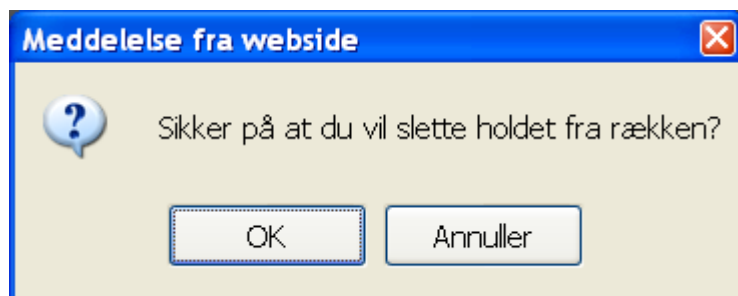 Meddelelse fra webside
Sikker på at du vil slette holdet fra rækken?
OK
Annuller